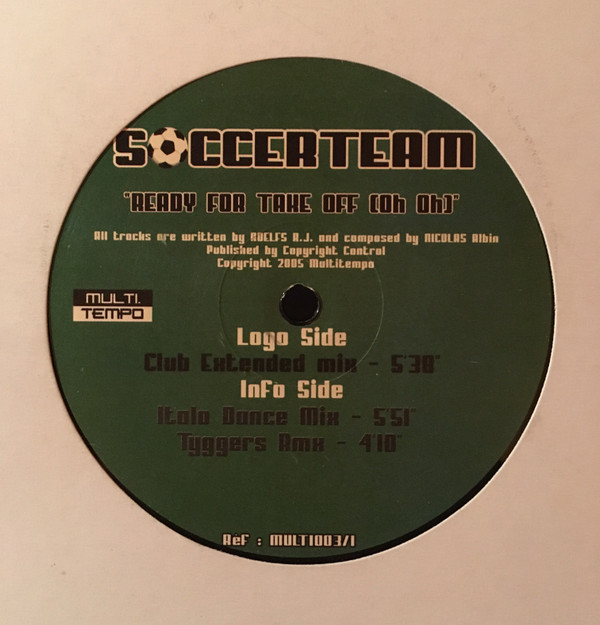 SOCCERTEAM
"READY FOR TAKE OFF (Oh Oh)"
All tracks are written by ROELFS R.J. and composed by NICOLAS Albin
Published by Copyright Control
Copyright 2005 Multitempo
MULTI.
TEMPO
Logo Side
Club Extended mix - 5'38"
Info Side
Italo Dance Mix - 5'51"
Tyggers Rmx - 4'10"
Ref : MULTI003/1